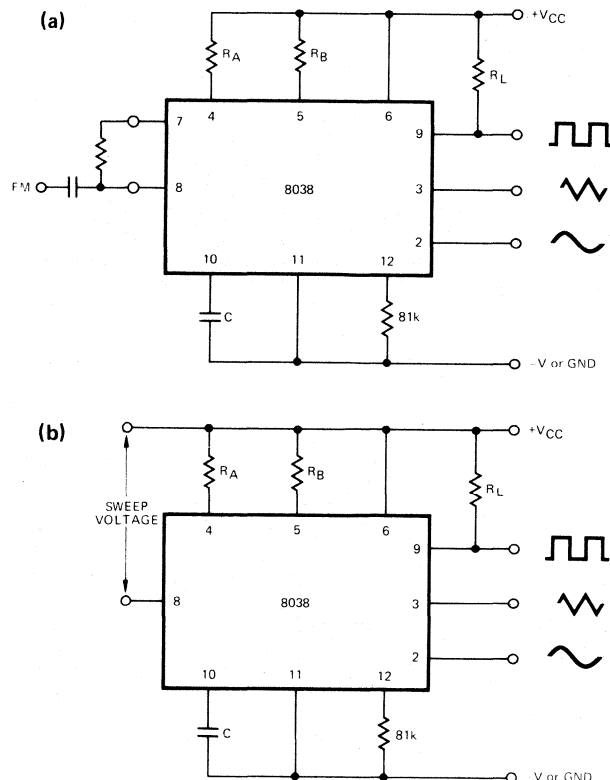 (a)
+VCC
RA
RB
RL
4
5
6
7
9
FM
8
8038
3
2
10
11
12
C
81k
-V or GND
(b)
+VCC
RA
RB
RL
SWEEP
VOLTAGE
4
5
6
9
8
8038
3
2
10
11
12
C
81k
-V or GND